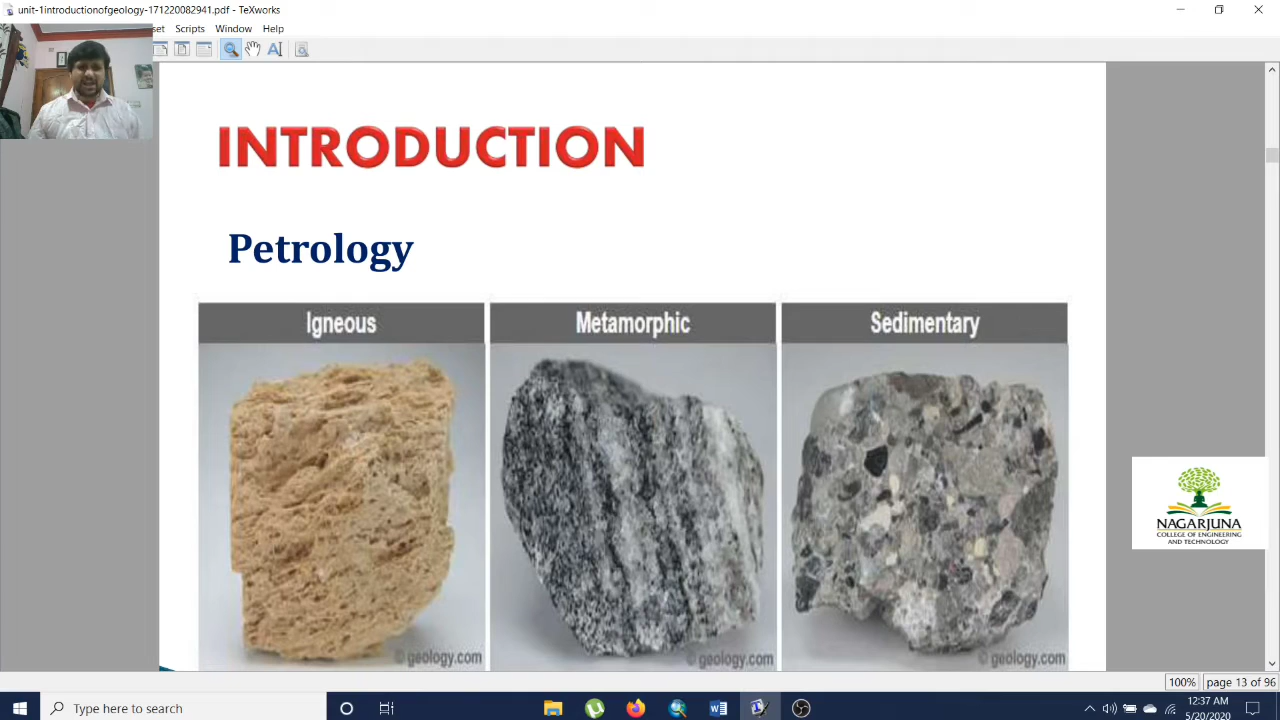 unit-1introductionofgeology-171220082941.pdf - TeXworks
set Scripts Window Help
INTRODUCTION
Petrology
Igneous
Metamorphic
Sedimentary
© geology.com
© geology.com
© geology.com
NAGARJUNA
COLLEGE OF ENGINEERING
AND TECHNOLOGY
100%
page 13 of 96
Type here to search
12:37 AM
5/20/2020